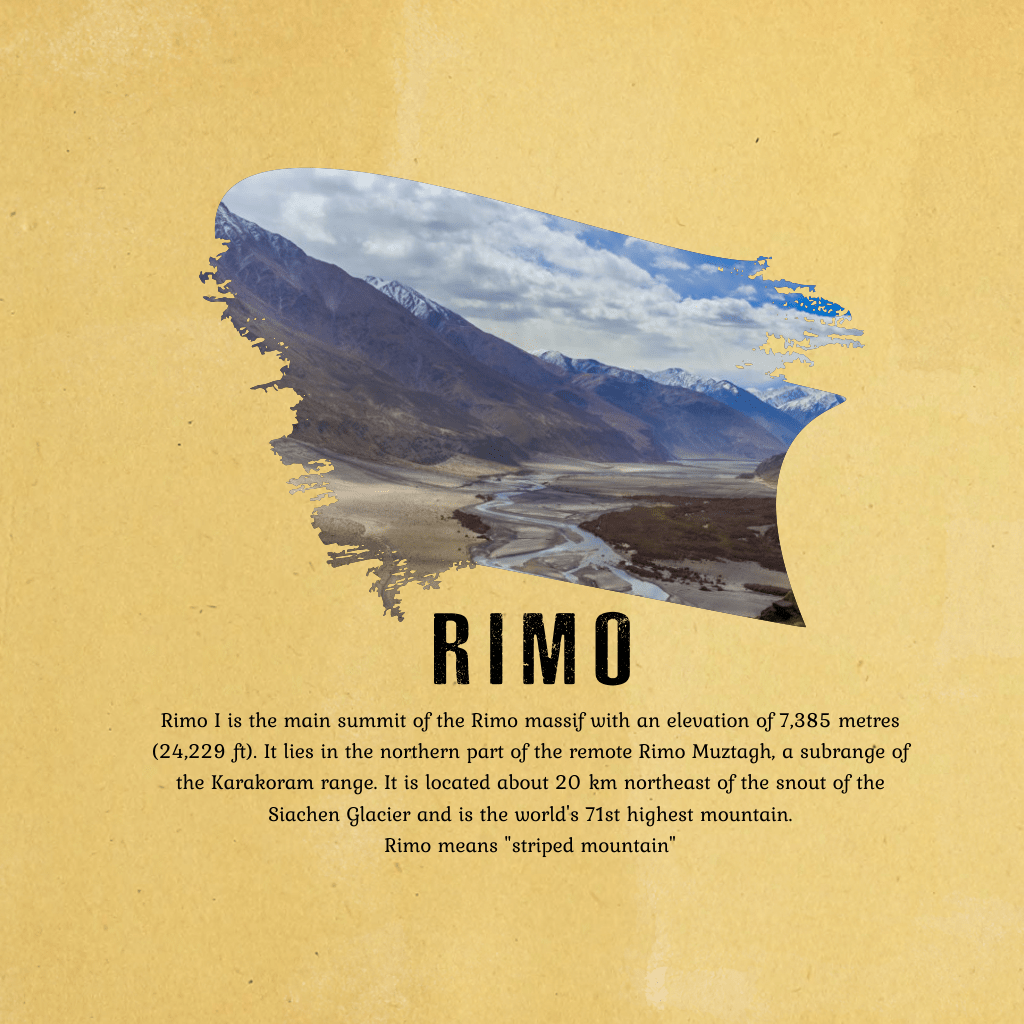 RIMO
Rimo I is the main summit of the Rimo massif with an elevation of 7,385 metres
(24,229 ft). It lies in the northern part of the remote Rimo Muztagh, a subrange of
the Karakoram range. It is located about 20 km northeast of the snout of the
Siachen Glacier and is the world's 71st highest mountain.
Rimo means "striped mountain"